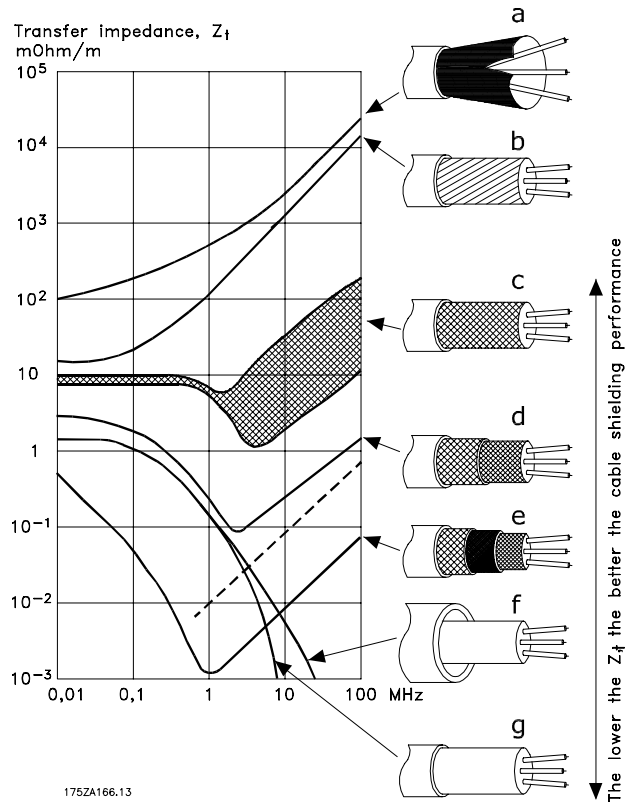 Transfer impedance, Zt
mOhm/m
10⁵
10⁴
10³
10²
10
1
10⁻¹
10⁻²
10⁻³
0,01 0,1 1 10 100 MHz
a
b
c
d
e
f
g
The lower the Zt the better the cable shielding performance
175ZA166.13